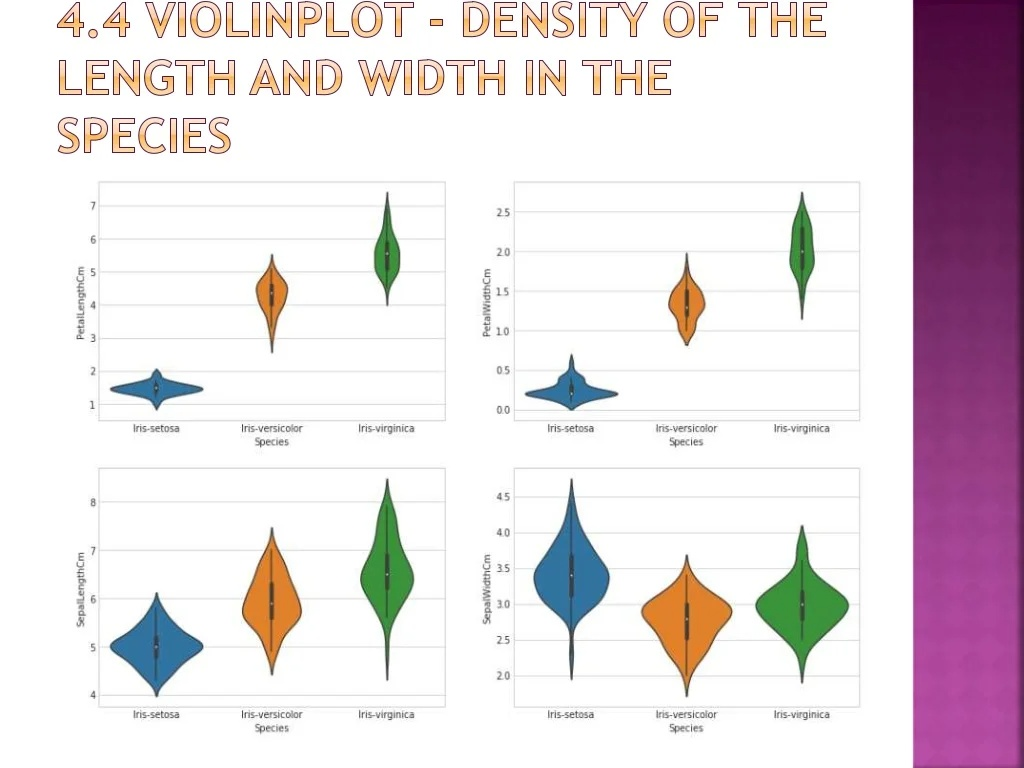 4.4 VIOLINPLOT - DENSITY OF THE
LENGTH AND WIDTH IN THE
SPECIES
PetalLengthCm
7
6
5
4
3
2
1
Iris-setosa Iris-versicolor Iris-virginica
Species
PetalWidthCm
2.5
2.0
1.5
1.0
0.5
0.0
Iris-setosa Iris-versicolor Iris-virginica
Species
SepalLengthCm
8
7
6
5
4
Iris-setosa Iris-versicolor Iris-virginica
Species
SepalWidthCm
4.5
4.0
3.5
3.0
2.5
2.0
Iris-setosa Iris-versicolor Iris-virginica
Species